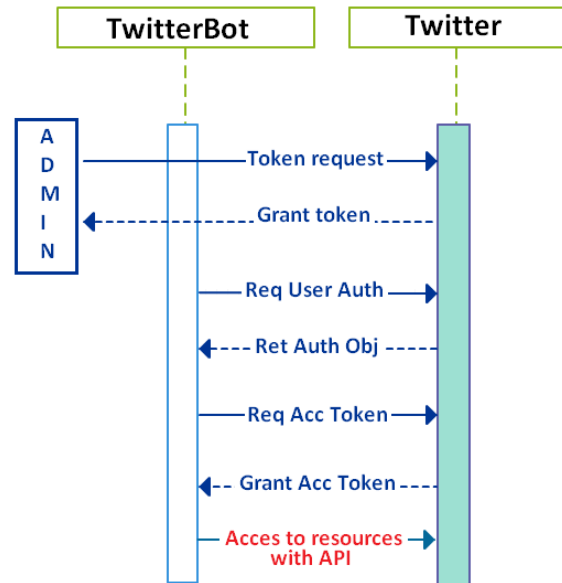 TwitterBot
Twitter
A
D
M
I
N
Token request
Grant token
Req User Auth
Ret Auth Obj
Req Acc Token
Grant Acc Token
Acces to resources
with API